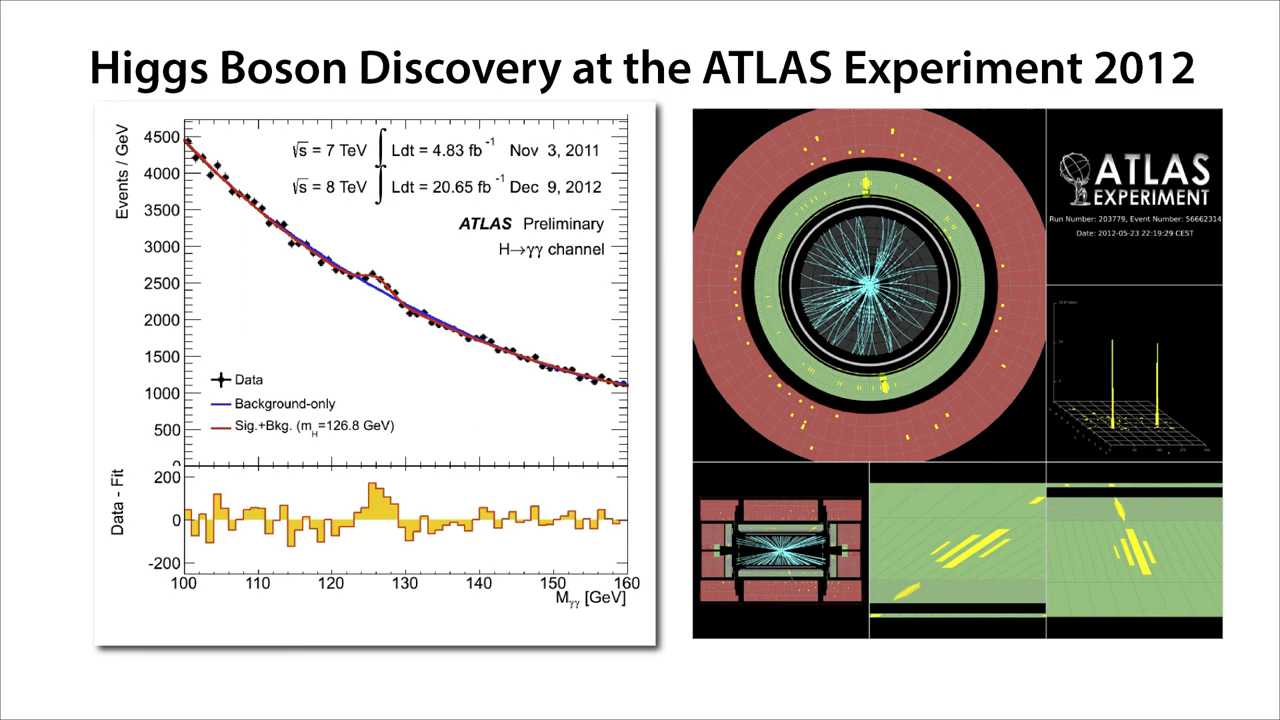 Higgs Boson Discovery at the ATLAS Experiment 2012
Events / GeV
4500
4000
3500
3000
2500
2000
1500
1000
500
0
√s = 7 TeV ∫ Ldt = 4.83 fb⁻¹ Nov 3, 2011
√s = 8 TeV ∫ Ldt = 20.65 fb⁻¹ Dec 9, 2012
ATLAS Preliminary
H→γγ channel
Data
Background-only
Sig.+Bkg. (m_H=126.8 GeV)
Data - Fit
200
0
-200
100 110 120 130 140 150 160
M_γγ [GeV]
ATLAS
EXPERIMENT
Run Number: 203779, Event Number: 56662314
Date: 2012-05-23 22:19:29 CEST